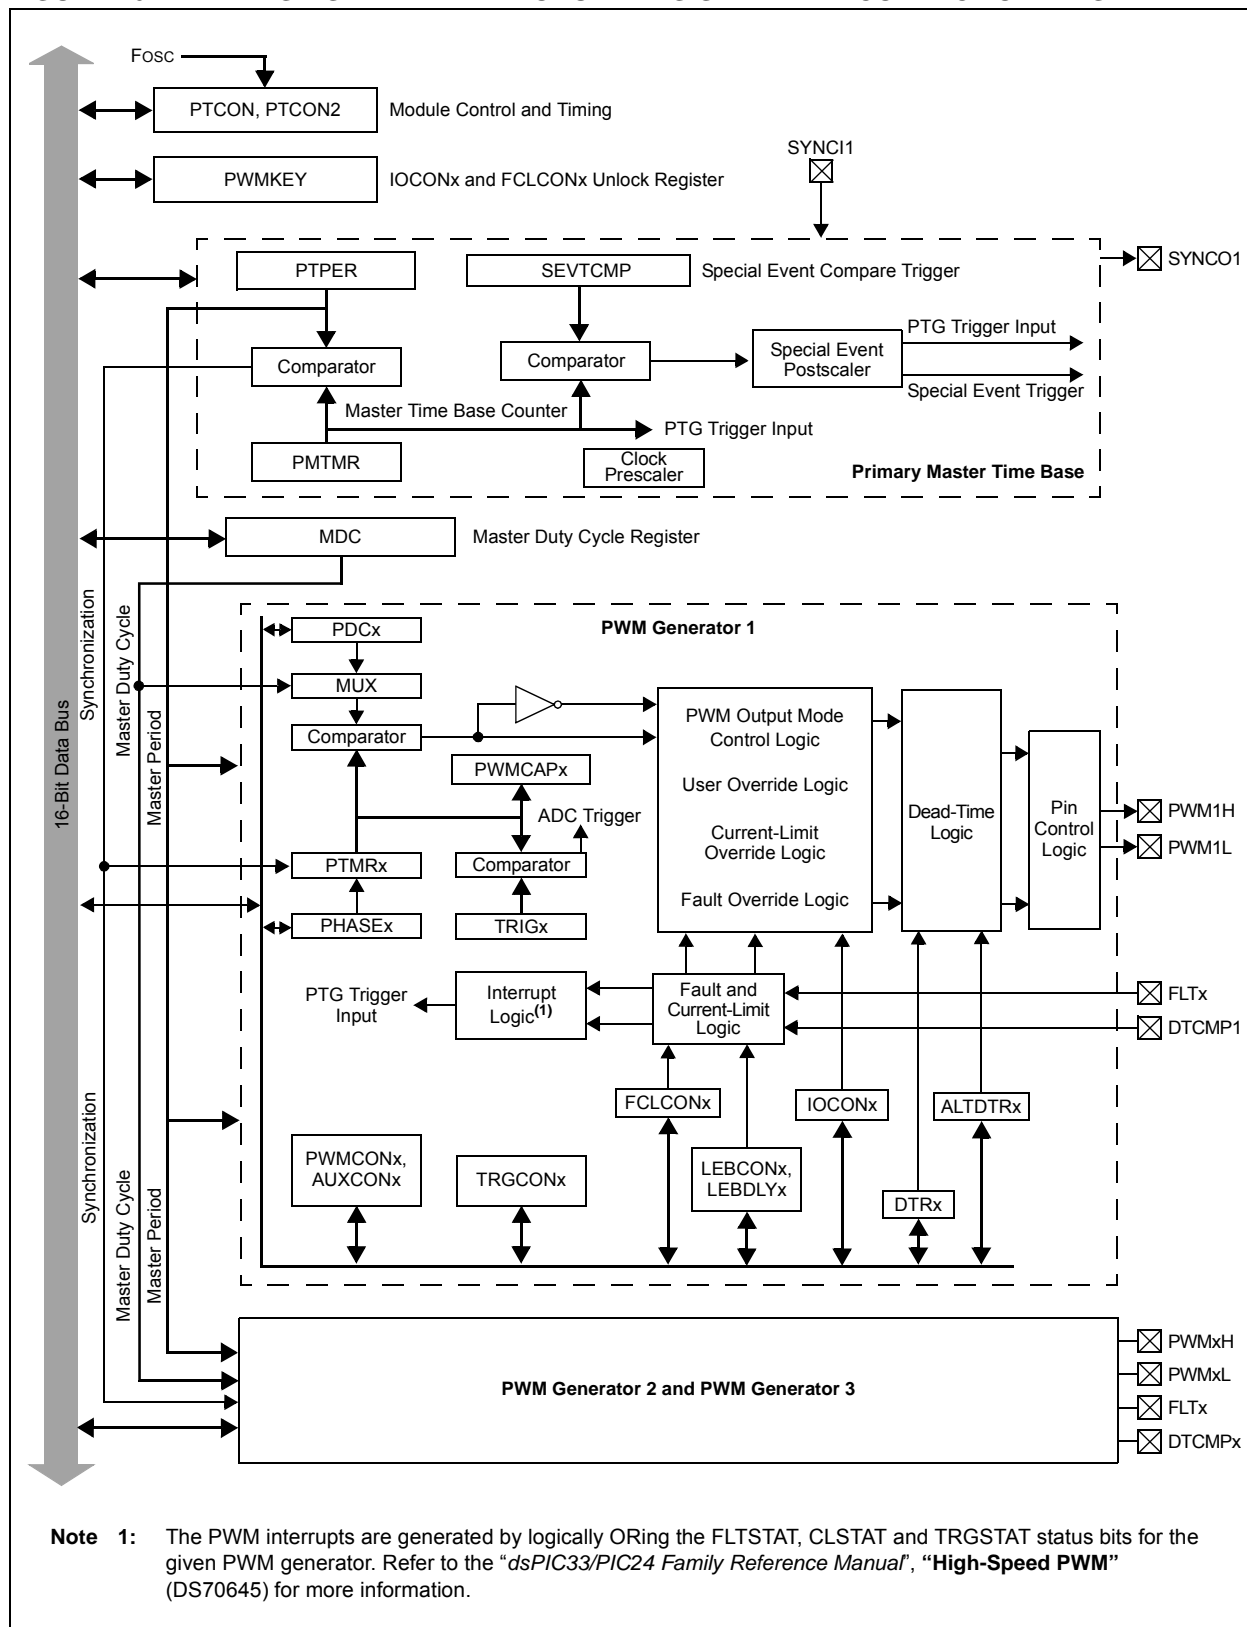 FOSC
PTCON, PTCON2
Module Control and Timing
SYNCI1
PWMKEY
IOCONx and FCLCONx Unlock Register
PTPER
SEVTCMP
Special Event Compare Trigger
SYNCO1
PTG Trigger Input
Comparator
Comparator
Special Event
Postscaler
Special Event Trigger
Master Time Base Counter
PTG Trigger Input
PMTMR
Clock
Prescaler
Primary Master Time Base
MDC
Master Duty Cycle Register
16-Bit Data Bus
Synchronization
Master Duty Cycle
Master Period
PWM Generator 1
PDCx
MUX
Comparator
PWMCAPx
ADC Trigger
PTMRx
Comparator
PHASEx
TRIGx
PWM Output Mode
Control Logic
User Override Logic
Current-Limit
Override Logic
Fault Override Logic
Dead-Time
Logic
Pin
Control
Logic
PWM1H
PWM1L
PTG Trigger
Input
Interrupt
Logic(1)
Fault and
Current-Limit
Logic
FLTx
DTCMP1
FCLCONx
IOCONx
ALTDTRx
PWMCONx,
AUXCONx
TRGCONx
LEBCONx,
LEBDLYx
DTRx
Synchronization
Master Duty Cycle
Master Period
PWM Generator 2 and PWM Generator 3
PWMxH
PWMxL
FLTx
DTCMPx
Note 1: The PWM interrupts are generated by logically ORing the FLTSTAT, CLSTAT and TRGSTAT status bits for the
given PWM generator. Refer to the “dsPIC33/PIC24 Family Reference Manual”, “High-Speed PWM”
(DS70645) for more information.